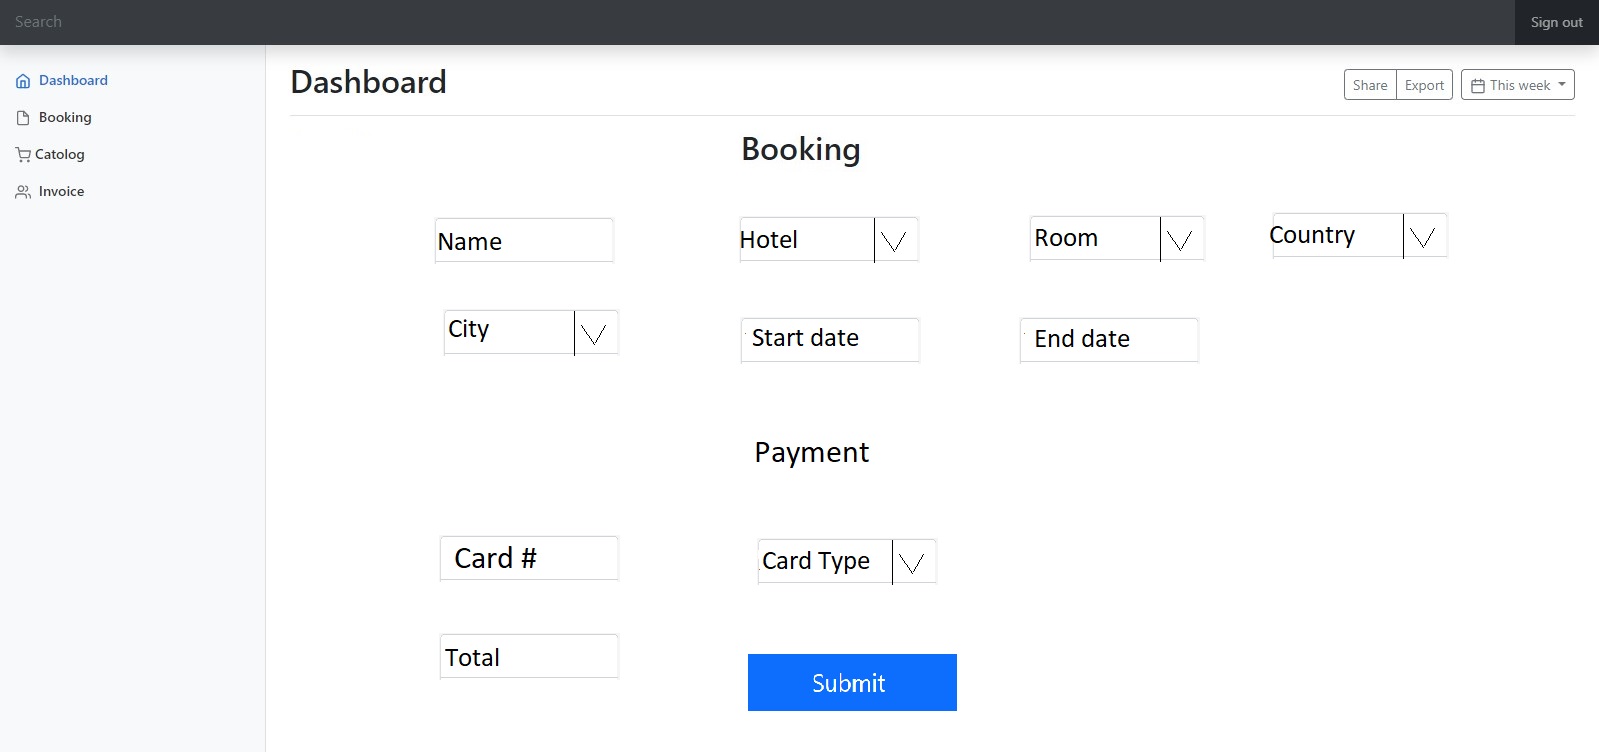 Search
Sign out
Dashboard
Booking
Catolog
Invoice
Dashboard
Share Export This week
Booking
Name Hotel Room Country
City Start date End date
Payment
Card # Card Type
Total Submit